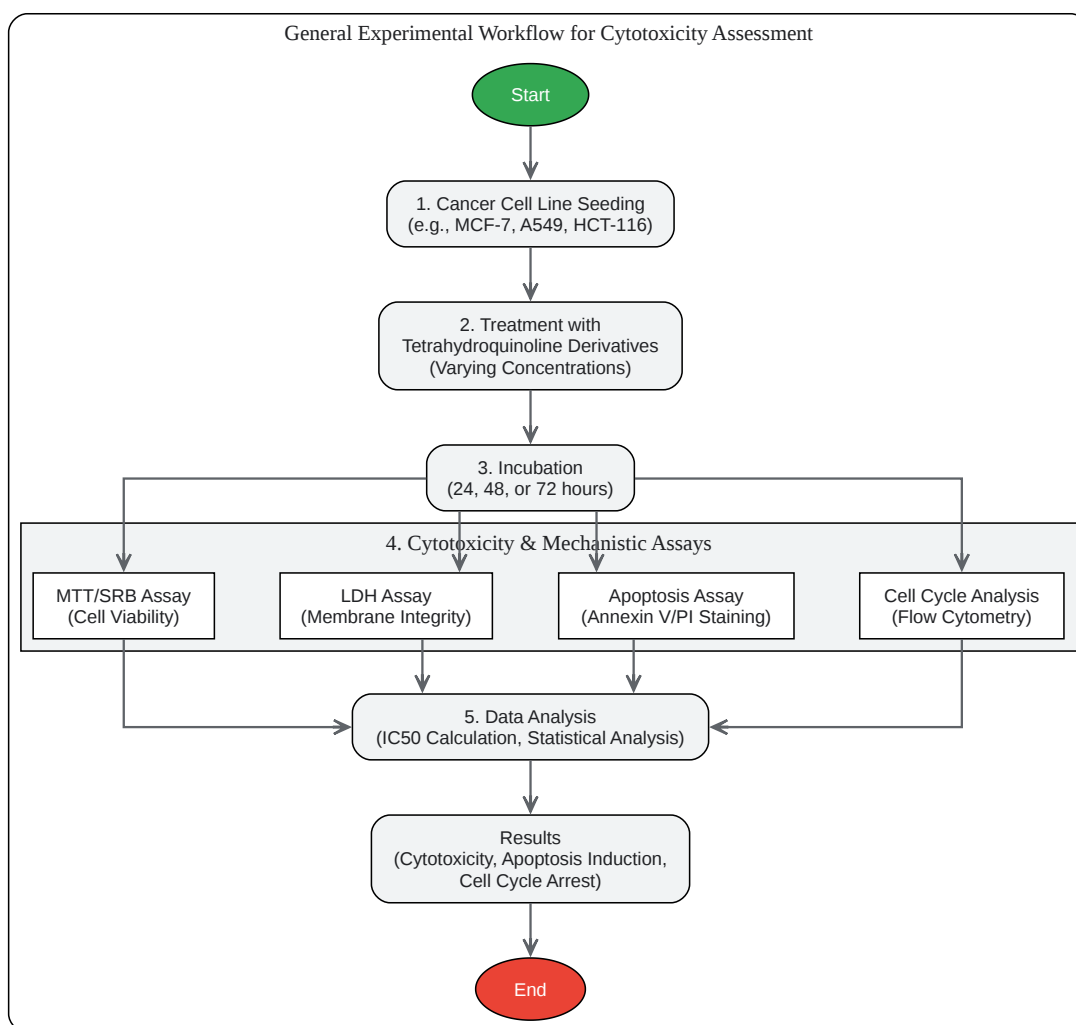 General Experimental Workflow for Cytotoxicity Assessment
Start
1. Cancer Cell Line Seeding
(e.g., MCF-7, A549, HCT-116)
2. Treatment with
Tetrahydroquinoline Derivatives
(Varying Concentrations)
3. Incubation
(24, 48, or 72 hours)
4. Cytotoxicity & Mechanistic Assays
MTT/SRB Assay
(Cell Viability)
LDH Assay
(Membrane Integrity)
Apoptosis Assay
(Annexin V/PI Staining)
Cell Cycle Analysis
(Flow Cytometry)
5. Data Analysis
(IC50 Calculation, Statistical Analysis)
Results
(Cytotoxicity, Apoptosis Induction,
Cell Cycle Arrest)
End